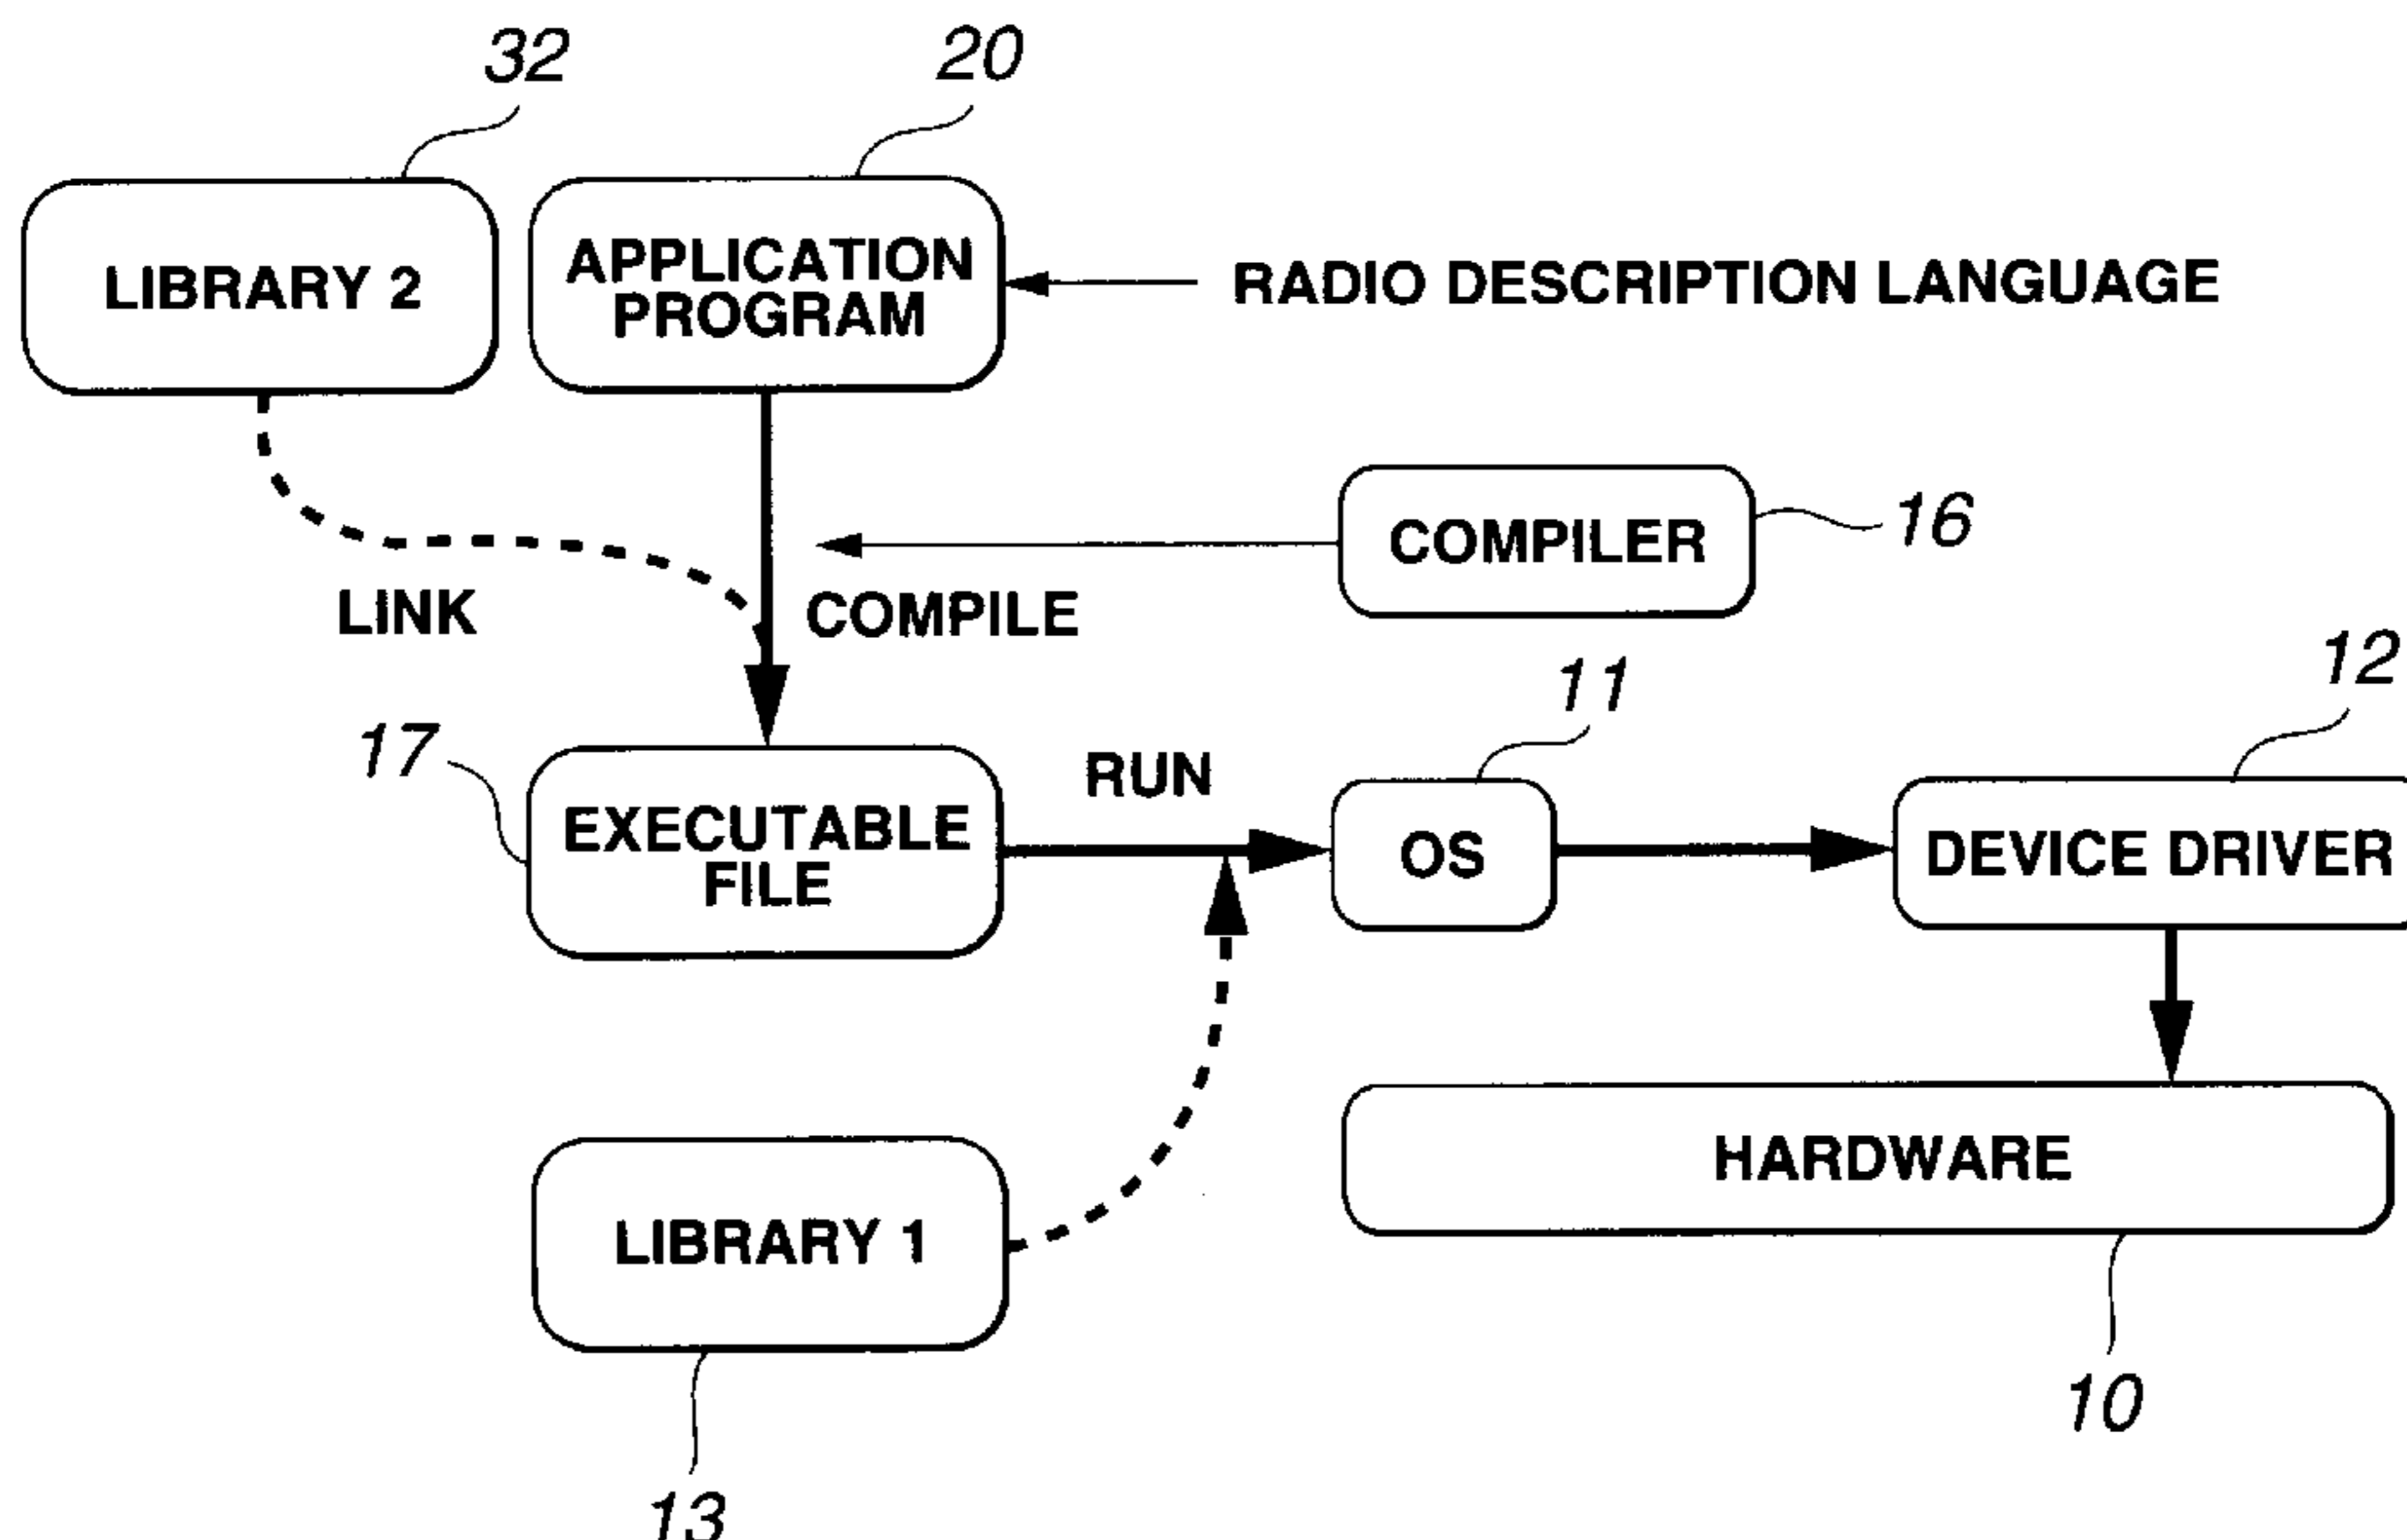 32
20
LIBRARY 2
APPLICATION
PROGRAM
RADIO DESCRIPTION LANGUAGE
COMPILER
16
LINK
COMPILE
11
12
17
RUN
EXECUTABLE
FILE
OS
DEVICE DRIVER
HARDWARE
LIBRARY 1
10
13